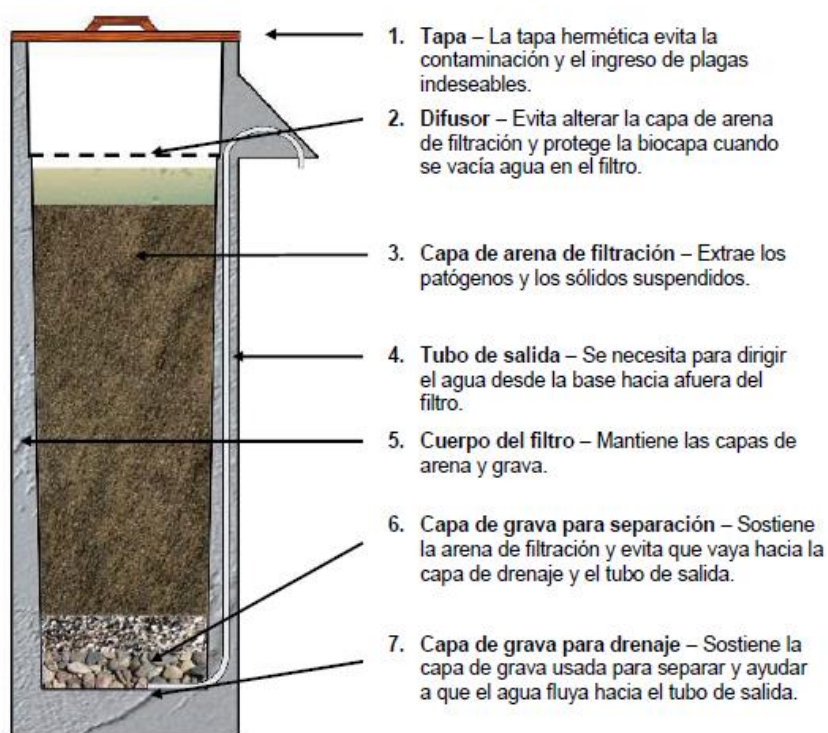 1. Tapa – La tapa hermética evita la
contaminación y el ingreso de plagas
indeseables.
2. Difusor – Evita alterar la capa de arena
de filtración y protege la biocapa cuando
se vacía agua en el filtro.
3. Capa de arena de filtración – Extrae los
patógenos y los sólidos suspendidos.
4. Tubo de salida – Se necesita para dirigir
el agua desde la base hacia afuera del
filtro.
5. Cuerpo del filtro – Mantiene las capas de
arena y grava.
6. Capa de grava para separación – Sostiene
la arena de filtración y evita que vaya hacia la
capa de drenaje y el tubo de salida.
7. Capa de grava para drenaje – Sostiene la
capa de grava usada para separar y ayudar
a que el agua fluya hacia el tubo de salida.